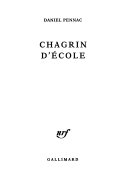 DANIEL PENNAC
CHAGRIN
D'ÉCOLE
nrf
GALLIMARD